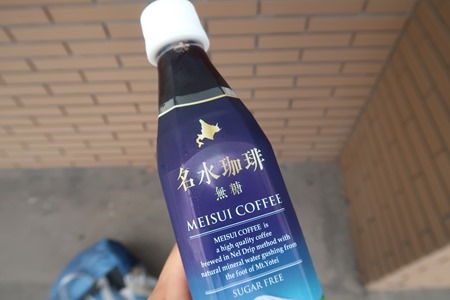 名水珈琲
無糖
MEISUI COFFEE
MEISUI COFFEE is
a high quality coffee
brewed in Nel Drip method with
natural mineral water gushing from
the foot of Mt.Yotei
SUGAR FREE